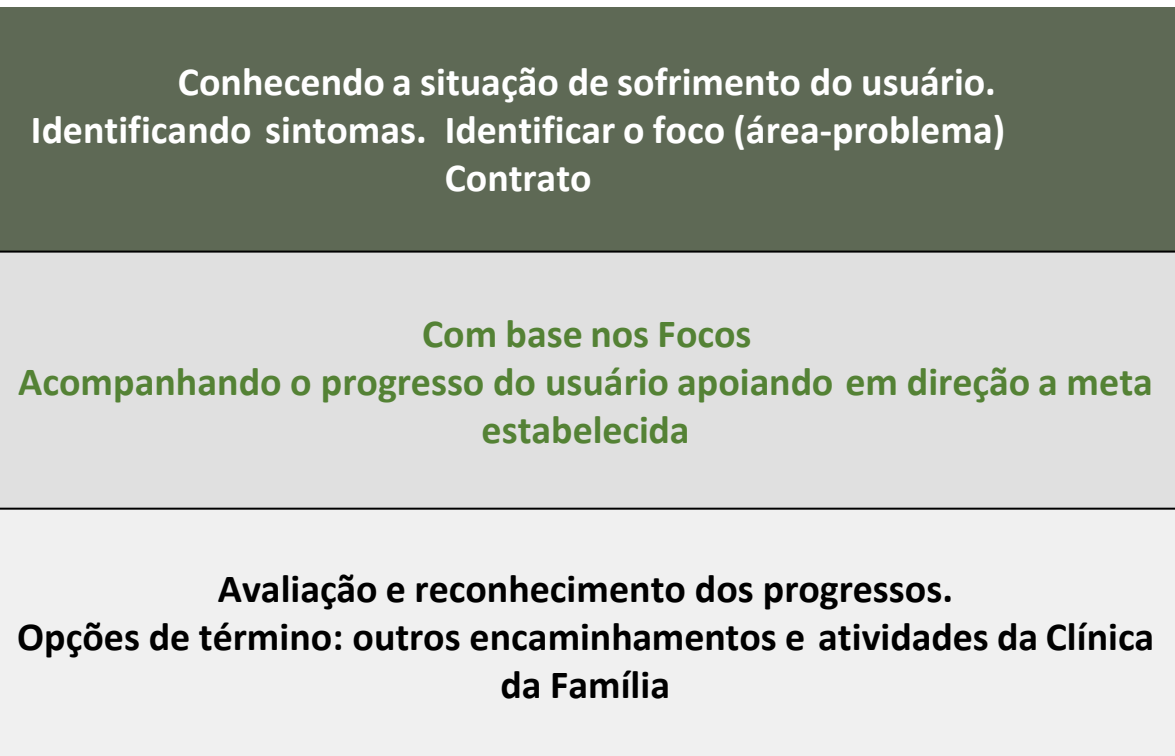 Conhecendo a situação de sofrimento do usuário.
Identificando sintomas. Identificar o foco (área-problema)
Contrato
Com base nos Focos
Acompanhando o progresso do usuário apoiando em direção a meta
estabelecida
Avaliação e reconhecimento dos progressos.
Opções de término: outros encaminhamentos e atividades da Clínica
da Família